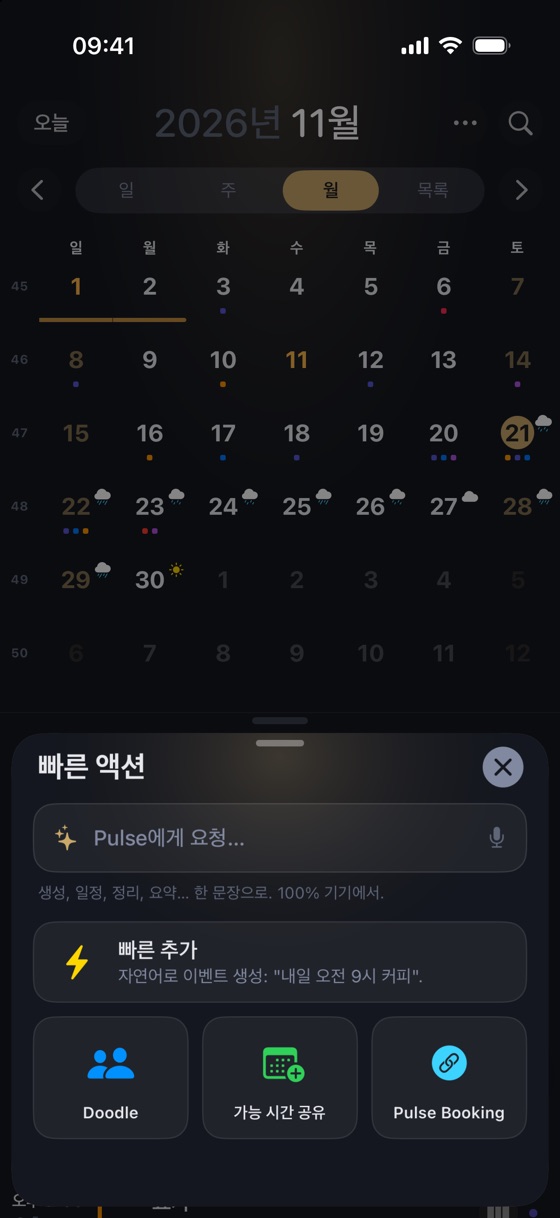 09:41
오늘 2026년 11월
일 주 월 목록
일 월 화 수 목 금 토
45 1 2 3 4 5 6 7
46 8 9 10 11 12 13 14
47 15 16 17 18 19 20 21
48 22 23 24 25 26 27 28
49 29 30 1 2 3 4 5
50 6 7 8 9 10 11 12
빠른 액션
Pulse에게 요청...
생성, 일정, 정리, 요약... 한 문장으로. 100% 기기에서.
빠른 추가
자연어로 이벤트 생성: "내일 오전 9시 커피".
Doodle 가능 시간 공유 Pulse Booking